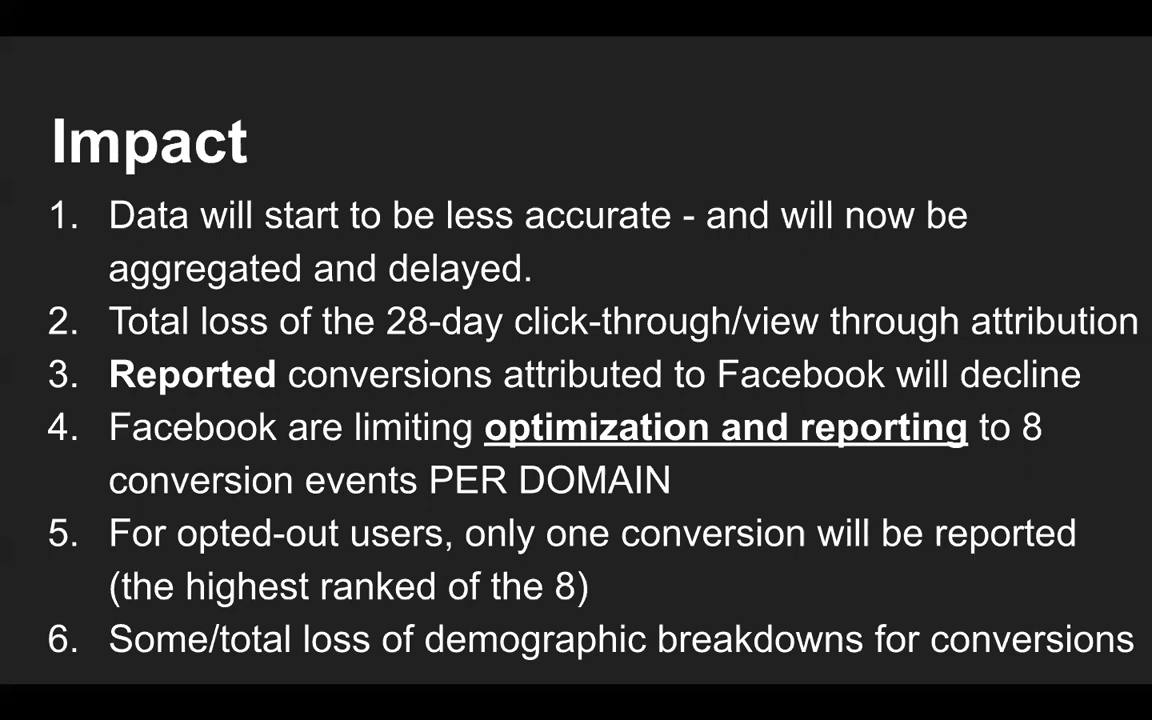 Impact
1. Data will start to be less accurate - and will now be
aggregated and delayed.
2. Total loss of the 28-day click-through/view through attribution
3. Reported conversions attributed to Facebook will decline
4. Facebook are limiting optimization and reporting to 8
conversion events PER DOMAIN
5. For opted-out users, only one conversion will be reported
(the highest ranked of the 8)
6. Some/total loss of demographic breakdowns for conversions